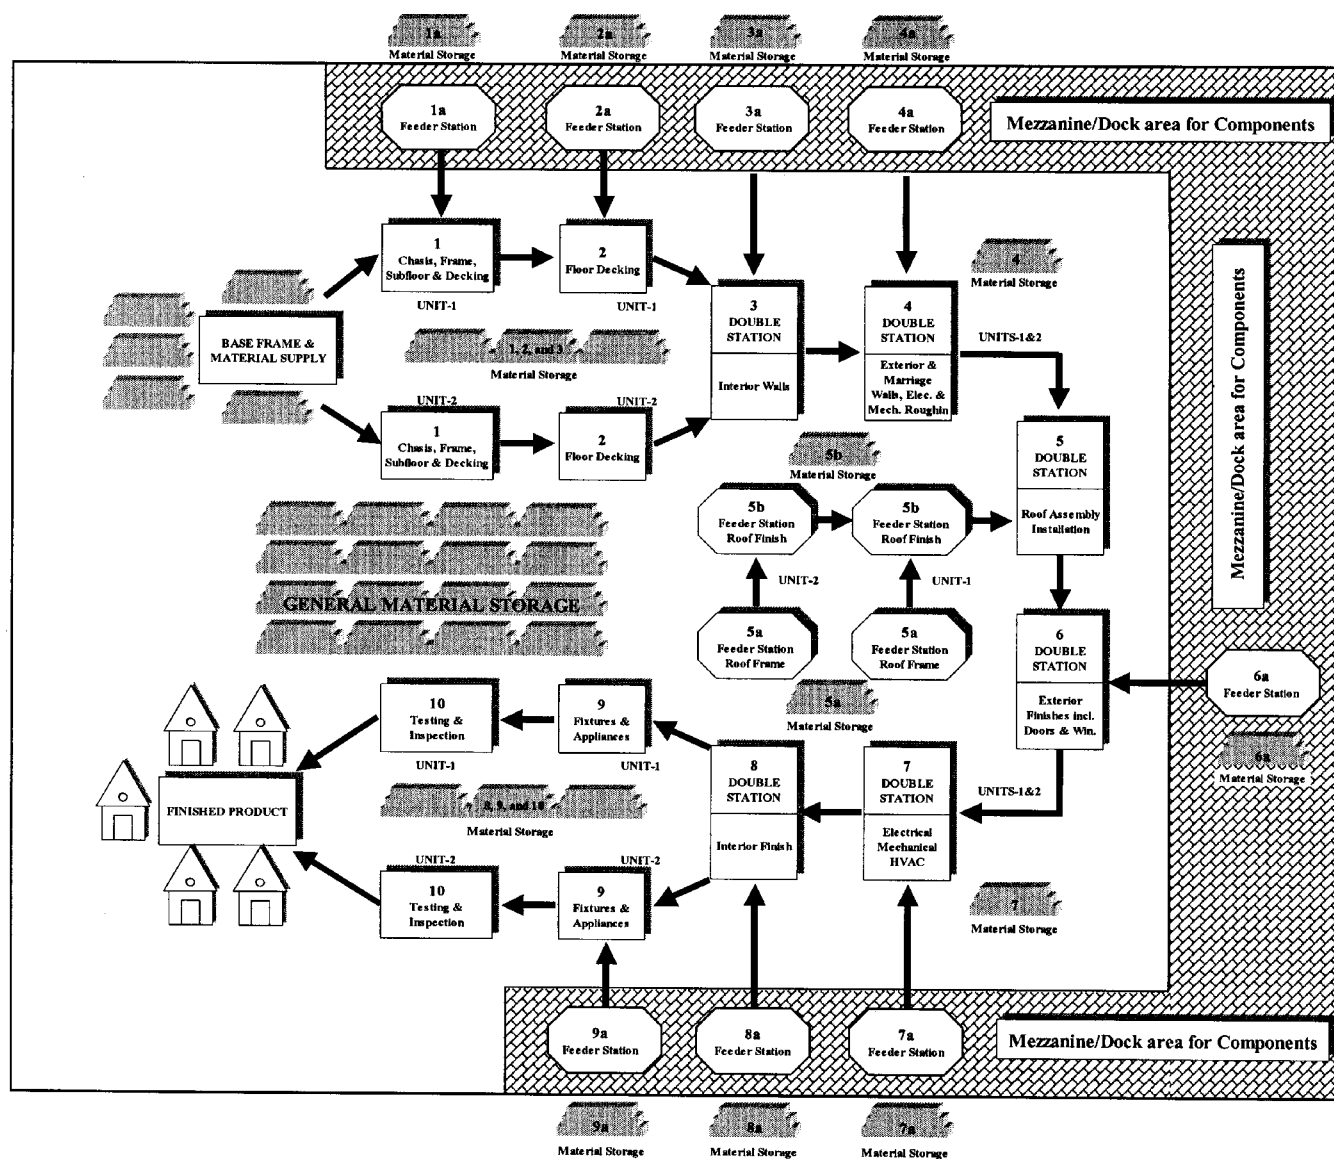 1a
Material Storage
2a
Material Storage
3a
Material Storage
4a
Material Storage
1a
Feeder Station
2a
Feeder Station
3a
Feeder Station
4a
Feeder Station
Mezzanine/Dock area for Components
1
Chasis, Frame,
Subfloor & Decking
UNIT-1
2
Floor Decking
UNIT-1
BASE FRAME &
MATERIAL SUPPLY
1, 2, and 3
Material Storage
3
DOUBLE
STATION
Interior Walls
4
DOUBLE
STATION
Exterior &
Marriage
Walls, Elec. &
Mech. Roughin
4
Material Storage
UNITS-1&2
Mezzanine/Dock area for Components
UNIT-2
1
Chasis, Frame,
Subfloor & Decking
UNIT-2
2
Floor Decking
5b
Material Storage
5
DOUBLE
STATION
Roof Assembly
Installation
5b
Feeder Station
Roof Finish
5b
Feeder Station
Roof Finish
UNIT-2
UNIT-1
5a
Feeder Station
Roof Frame
5a
Feeder Station
Roof Frame
5a
Material Storage
GENERAL MATERIAL STORAGE
6
DOUBLE
STATION
Exterior
Finishes incl.
Doors & Win.
6a
Feeder Station
6a
Material Storage
10
Testing &
Inspection
UNIT-1
9
Fixtures &
Appliances
UNIT-1
8
DOUBLE
STATION
Interior Finish
7
DOUBLE
STATION
Electrical
Mechanical
HVAC
UNITS-1&2
FINISHED PRODUCT
8, 9, and 10
Material Storage
UNIT-2
10
Testing &
Inspection
UNIT-2
9
Fixtures &
Appliances
7
Material Storage
9a
Feeder Station
8a
Feeder Station
7a
Feeder Station
Mezzanine/Dock area for Components
9a
Material Storage
8a
Material Storage
7a
Material Storage